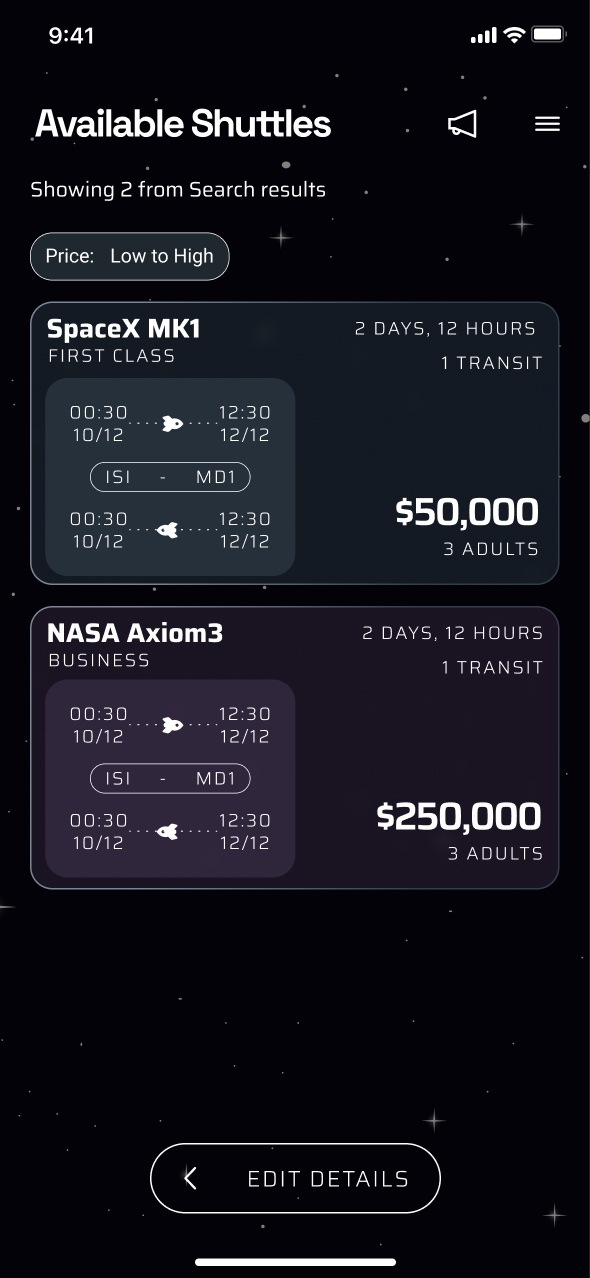 9:41
Available Shuttles
Showing 2 from Search results
Price: Low to High
SpaceX MK1
FIRST CLASS
2 DAYS, 12 HOURS
1 TRANSIT
00:30 12:30
10/12 12/12
ISI - MD1
00:30 12:30
10/12 12/12
$50,000
3 ADULTS
NASA Axiom3
BUSINESS
2 DAYS, 12 HOURS
1 TRANSIT
00:30 12:30
10/12 12/12
ISI - MD1
00:30 12:30
10/12 12/12
$250,000
3 ADULTS
EDIT DETAILS